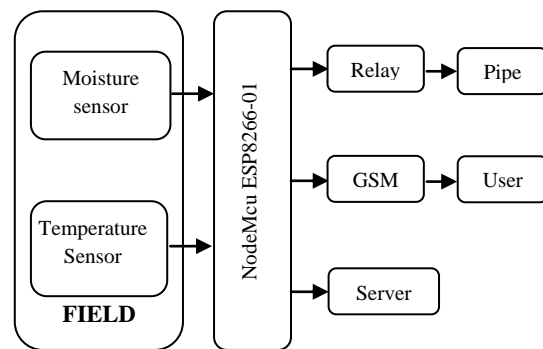 Moisture
sensor
Temperature
Sensor
FIELD
NodeMcu ESP8266-01
Relay
Pipe
GSM
User
Server